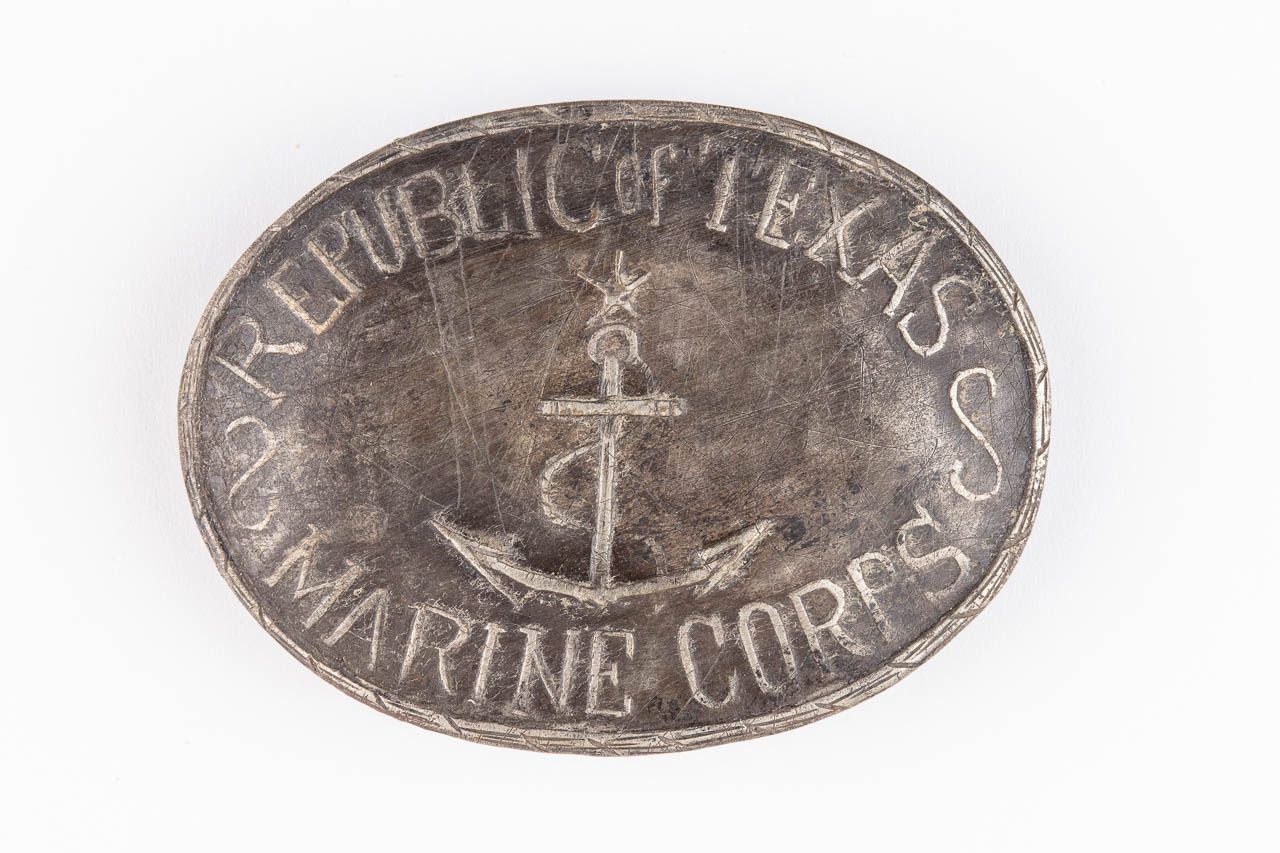 REPUBLIC of TEXAS
MARINE CORPS